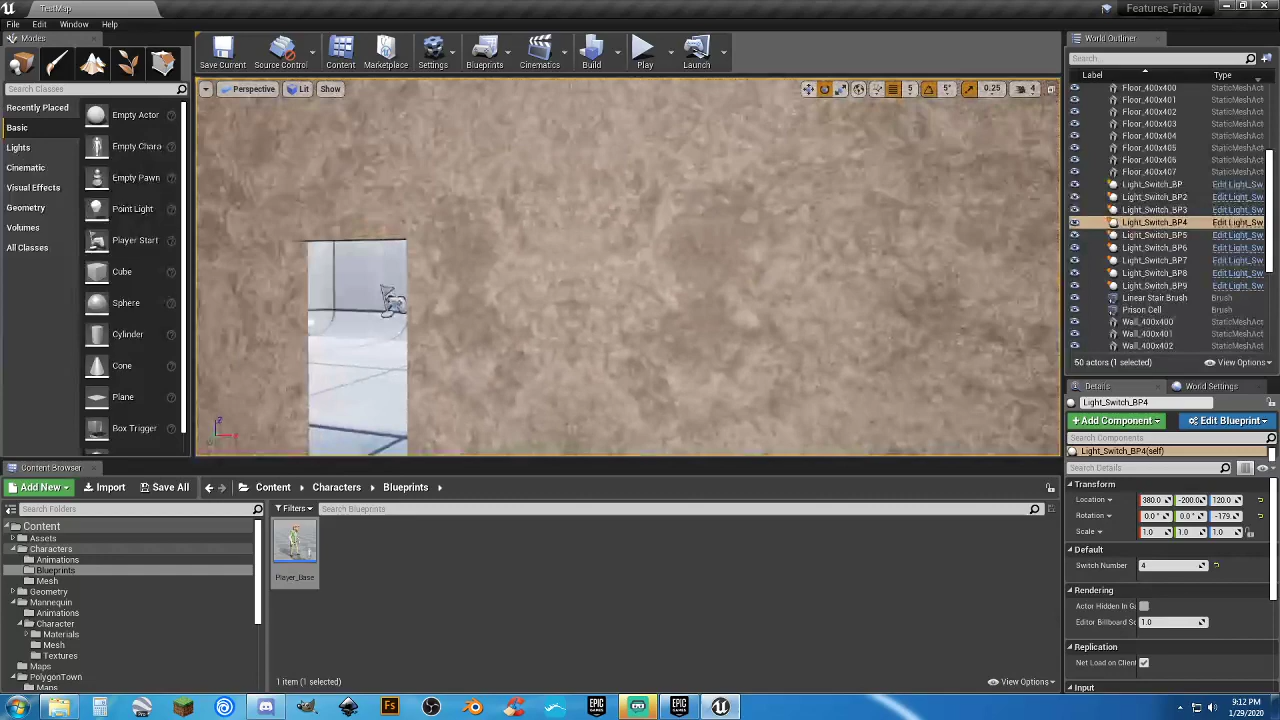 TestMap
Features_Friday
File Edit Window Help
Modes
Search Classes
Recently Placed
Basic
Lights
Cinematic
Visual Effects
Geometry
Volumes
All Classes
Empty Actor
Empty Chara
Empty Pawn
Point Light
Player Start
Cube
Sphere
Cylinder
Cone
Plane
Box Trigger
Save Current
Source Control
Content
Marketplace
Settings
Blueprints
Cinematics
Build
Play
Launch
Perspective
Lit
Show
5
5°
0.25
4
World Outliner
Search...
Label Type
Floor_400x400 StaticMeshAct
Floor_400x401 StaticMeshAct
Floor_400x402 StaticMeshAct
Floor_400x403 StaticMeshAct
Floor_400x404 StaticMeshAct
Floor_400x405 StaticMeshAct
Floor_400x406 StaticMeshAct
Floor_400x407 StaticMeshAct
Light_Switch_BP Edit Light_Sw
Light_Switch_BP2 Edit Light_Sw
Light_Switch_BP3 Edit Light_Sw
Light_Switch_BP4 Edit Light_Sw
Light_Switch_BP5 Edit Light_Sw
Light_Switch_BP6 Edit Light_Sw
Light_Switch_BP7 Edit Light_Sw
Light_Switch_BP8 Edit Light_Sw
Light_Switch_BP9 Edit Light_Sw
Linear Stair Brush Brush
Prison Cell Brush
Wall_400x400 StaticMeshAct
Wall_400x401 StaticMeshAct
Wall_400x402 StaticMeshAct
50 actors (1 selected) View Options
Details World Settings
Light_Switch_BP4
+Add Component Edit Blueprint
Search Components
Light_Switch_BP4(self)
Search Details
Transform
Location 380.0 -200.0 120.0
Rotation 0.0° 0.0° -179.
Scale 1.0 1.0 1.0
Default
Switch Number 4
Rendering
Actor Hidden In G
Editor Billboard Sc 1.0
Replication
Net Load on Client
Input
Content Browser
Add New Import Save All
Content Characters Blueprints
Search Folders
Filters Search Blueprints
Content
Assets
Characters
Animations
Blueprints
Mesh
Geometry
Mannequin
Animations
Character
Materials
Mesh
Textures
Maps
PolygonTown
Maps
Player_Base
1 item (1 selected)
View Options
Fs
EPIC GAMES
EPIC GAMES
9:12 PM
1/29/2020